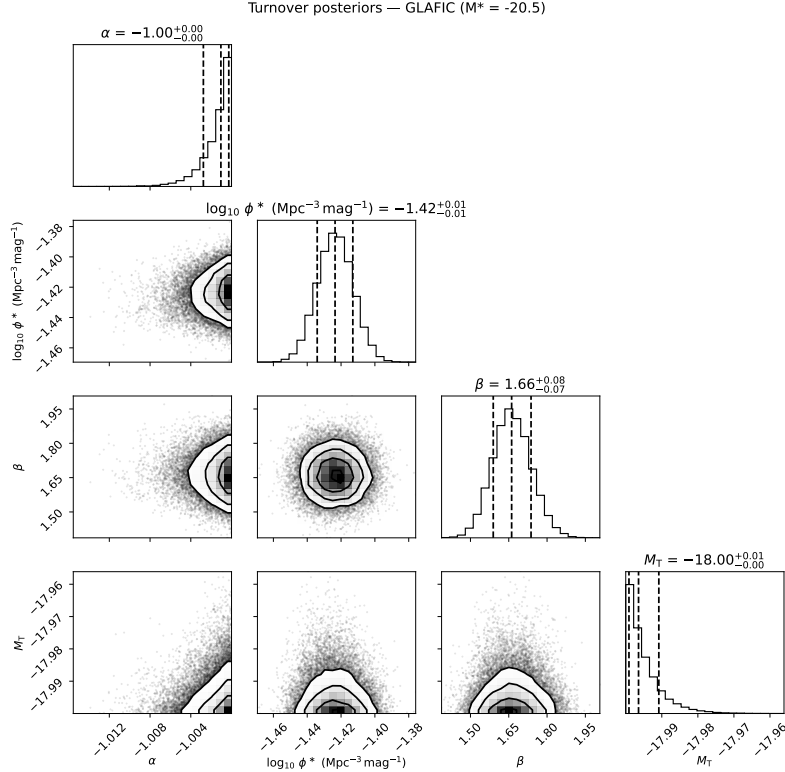 Turnover posteriors — GLAFIC (M* = -20.5)
α = −1.00+0.00−0.00
log10 ϕ * (Mpc−3 mag−1) = −1.42+0.01−0.01
−1.38
−1.40
−1.42
−1.44
−1.46
log10 ϕ * (Mpc−3 mag−1)
β = 1.66+0.08−0.07
1.95
1.80
1.65
1.50
β
MT = −18.00+0.01−0.00
−17.96
−17.97
−17.98
−17.99
MT
−1.012 −1.008 −1.004
−1.46 −1.44 −1.42 −1.40 −1.38
1.50 1.65 1.80 1.95
−17.99 −17.98 −17.97 −17.96
α log10 ϕ * (Mpc−3 mag−1) β MT